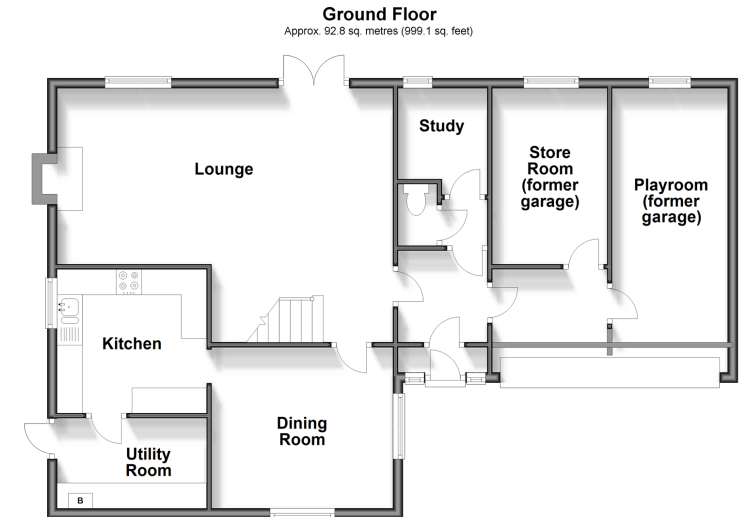 Ground Floor
Approx. 92.8 sq. metres (999.1 sq. feet)
Study
Lounge
Store
Room
(former
garage)
Playroom
(former
garage)
Kitchen
Dining
Room
Utility
Room
B